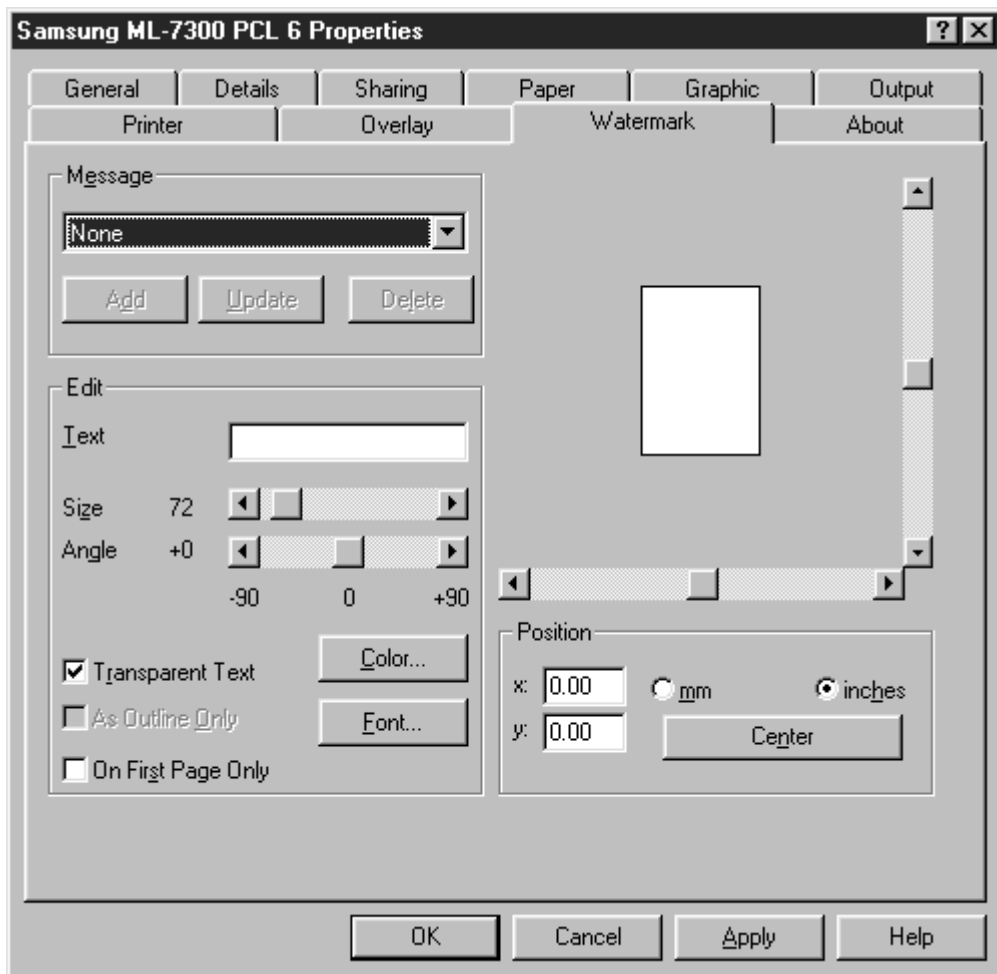 Samsung ML-7300 PCL 6 Properties
General Details Sharing Paper Graphic Output
Printer Overlay Watermark About
Message
None
Add Update Delete
Edit
Text
Size 72
Angle +0
-90 0 +90
Transparent Text Color...
As Outline Only Font...
On First Page Only
Position
x: 0.00 mm inches
y: 0.00 Center
OK Cancel Apply Help